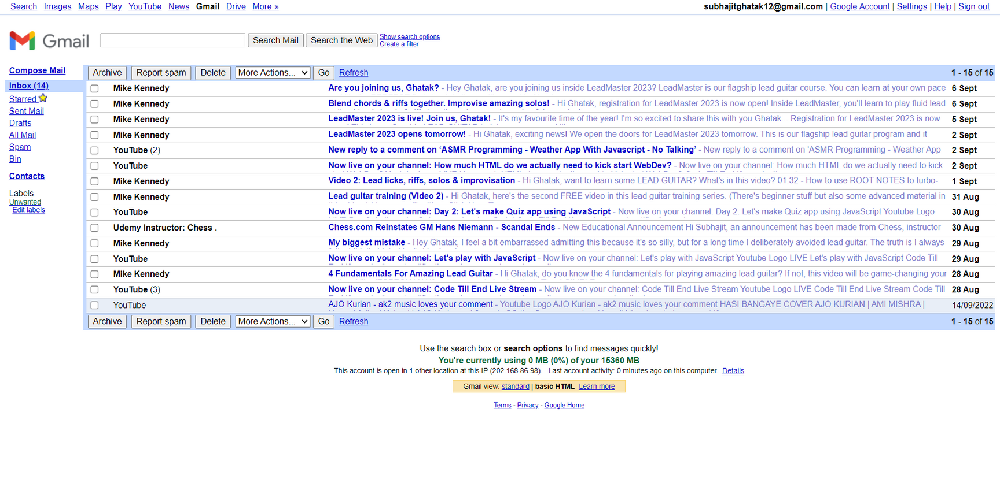 Search Images Maps Play YouTube News Gmail Drive More » subhajitghatak12@gmail.com | Google Account | Settings | Help | Sign out
Gmail Search Mail Search the Web Show search options
Create a filter
Compose Mail
Inbox (14)
Starred
Sent Mail
Drafts
All Mail
Spam
Bin
Contacts
Labels
Unwanted
Edit labels
Archive Report spam Delete More Actions... Go Refresh 1 - 15 of 15
Mike Kennedy Are you joining us, Ghatak? - Hey Ghatak, are you joining us inside LeadMaster 2023? LeadMaster is our flagship lead guitar course. You can learn at your own pace 6 Sept
Mike Kennedy Blend chords & riffs together. Improvise amazing solos! - Hi Ghatak, registration for LeadMaster 2023 is now open! Inside LeadMaster, you'll learn to play fluid lead 6 Sept
Mike Kennedy LeadMaster 2023 is live! Join us, Ghatak! - It's my favourite time of the year! I'm so excited to share this with you Ghatak... Registration for LeadMaster 2023 is now 5 Sept
Mike Kennedy LeadMaster 2023 opens tomorrow! - Hi Ghatak, exciting news! We open the doors for LeadMaster 2023 tomorrow. This is our flagship lead guitar program and it 2 Sept
YouTube (2) New reply to a comment on ‘ASMR Programming - Weather App With Javascript - No Talking’ - New reply to a comment on 'ASMR Programming - Weather App 2 Sept
YouTube Now live on your channel: How much HTML do we actually need to kick start WebDev? - Now live on your channel: How much HTML do we actually need to kick 2 Sept
Mike Kennedy Video 2: Lead licks, riffs, solos & improvisation - Hi Ghatak, want to learn some LEAD GUITAR? What's in this video? 01:32 - How to use ROOT NOTES to turbo- 1 Sept
Mike Kennedy Lead guitar training (Video 2) - Hi Ghatak, here's the second FREE video in this lead guitar training series. (There's beginner stuff but also some advanced material in 31 Aug
YouTube Now live on your channel: Day 2: Let's make Quiz app using JavaScript - Now live on your channel: Day 2: Let's make Quiz app using JavaScript Youtube Logo 30 Aug
Udemy Instructor: Chess . Chess.com Reinstates GM Hans Niemann - Scandal Ends - New Educational Announcement Hi Subhajit, an announcement has been made from Chess, instructor 30 Aug
Mike Kennedy My biggest mistake - Hey Ghatak, I feel a bit embarrassed admitting this because it's so silly, but for a long time I deliberately avoided lead guitar. The truth is I always 29 Aug
YouTube Now live on your channel: Let's play with JavaScript - Now live on your channel: Let's play with JavaScript Youtube Logo LIVE Let's play with JavaScript Code Till 29 Aug
Mike Kennedy 4 Fundamentals For Amazing Lead Guitar - Hi Ghatak, do you know the 4 fundamentals for playing amazing lead guitar? If not, this video will be game-changing your 28 Aug
YouTube (3) Now live on your channel: Code Till End Live Stream - Now live on your channel: Code Till End Live Stream Youtube Logo LIVE Code Till End Live Stream Code Till 28 Aug
YouTube AJO Kurian - ak2 music loves your comment - Youtube Logo AJO Kurian - ak2 music loves your comment HASI BANGAYE COVER AJO KURIAN | AMI MISHRA | 14/09/2022
Archive Report spam Delete More Actions... Go Refresh 1 - 15 of 15
Use the search box or search options to find messages quickly!
You're currently using 0 MB (0%) of your 15360 MB
This account is open in 1 other location at this IP (202.168.86.98). Last account activity: 0 minutes ago on this computer. Details
Gmail view: standard | basic HTML Learn more
Terms - Privacy - Google Home